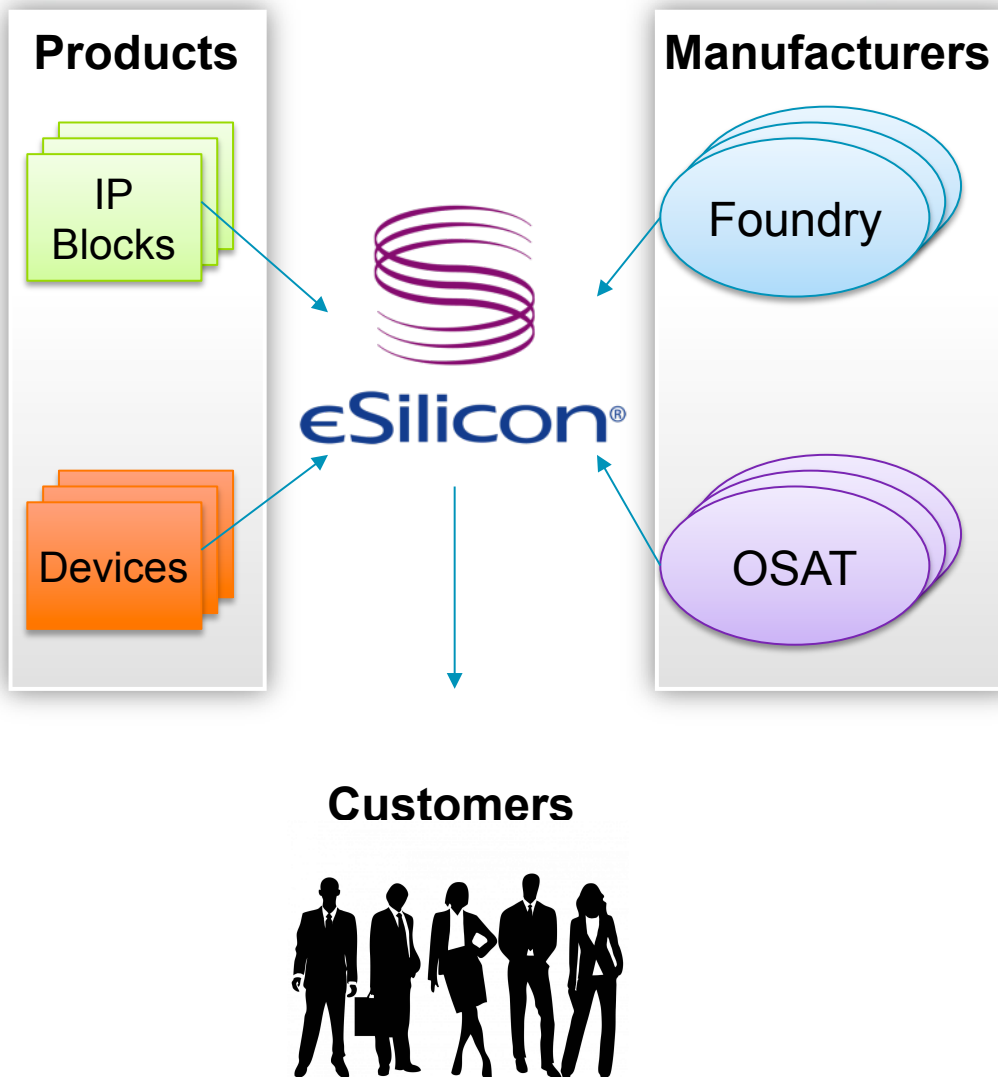 Products
Manufacturers
IP
Blocks
Foundry
eSilicon®
Devices
OSAT
Customers